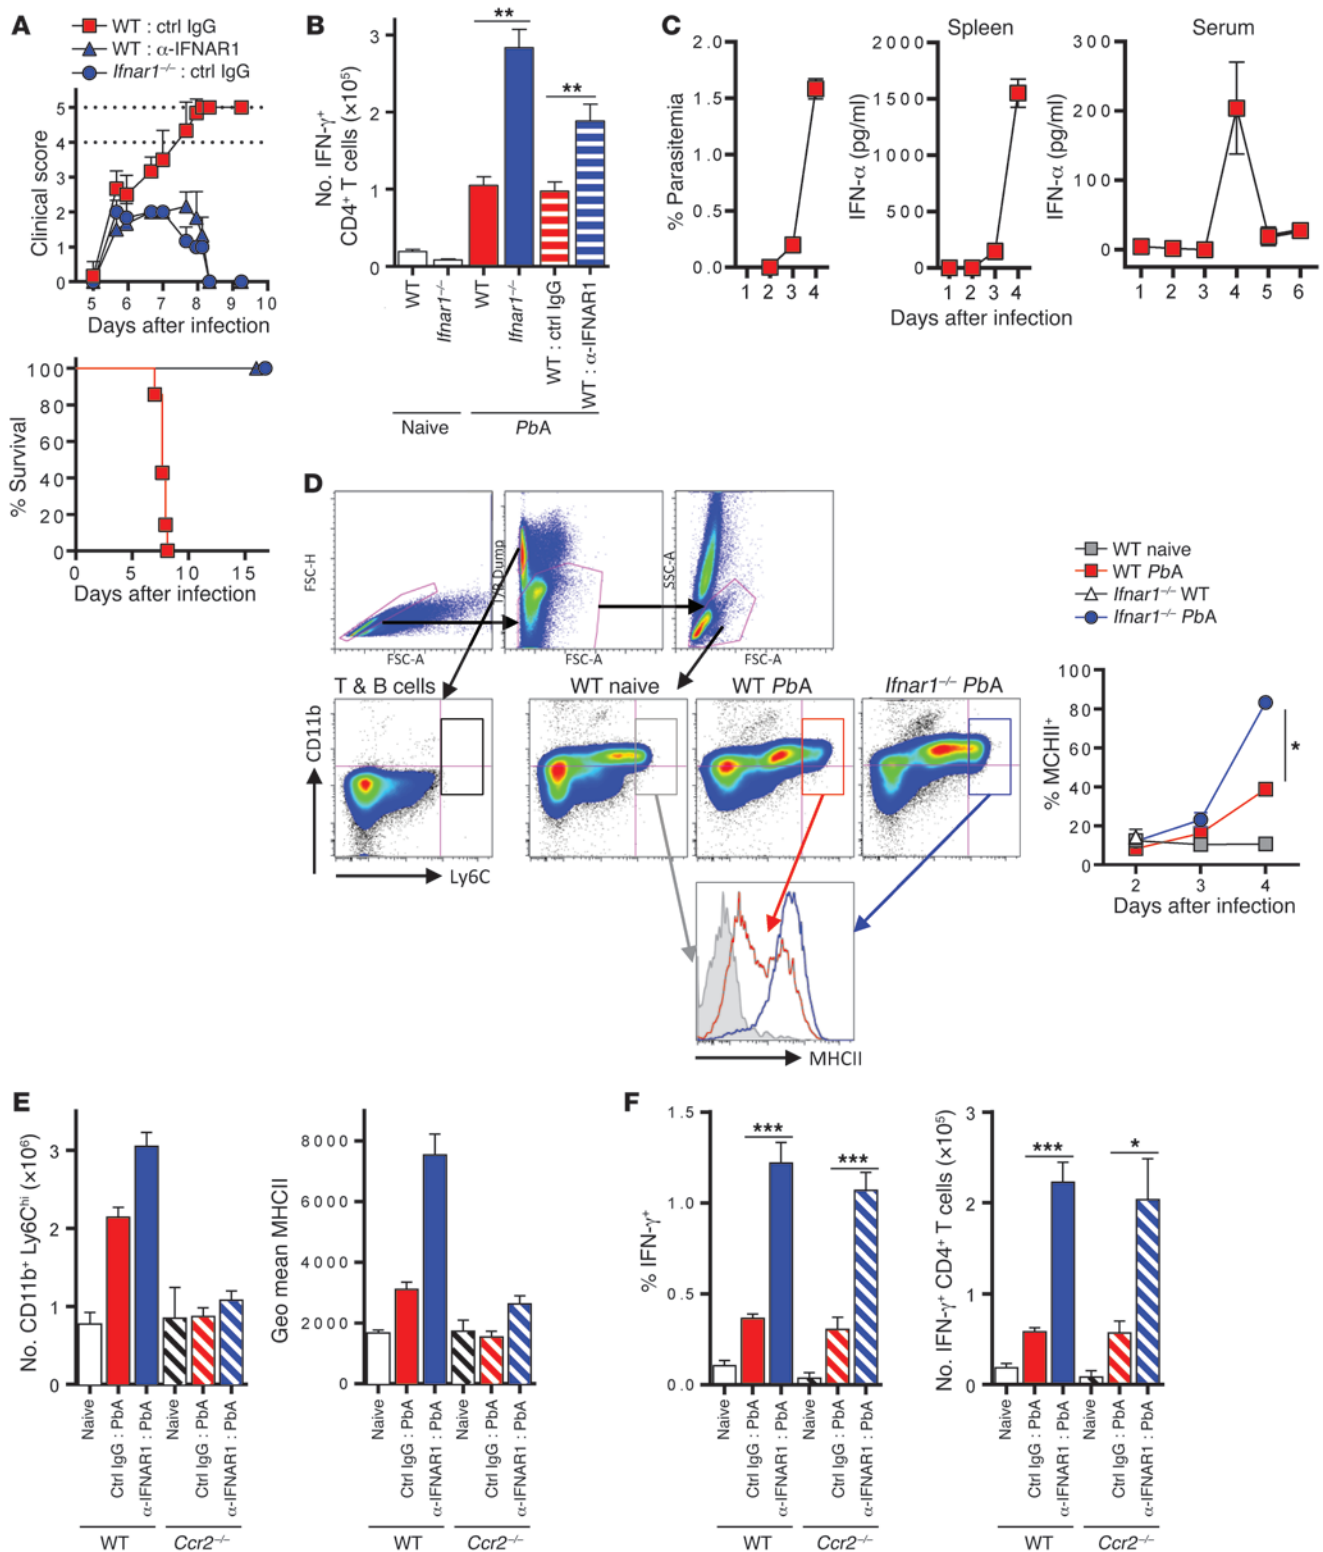 A
WT : ctrl IgG
WT : α-IFNAR1
Ifnar1–/– : ctrl IgG
Clinical score
5
4
3
2
1
0
5 6 7 8 9 10
Days after infection
% Survival
100
80
60
40
20
0
0 5 10 15
Days after infection
B
No. IFN-γ+
CD4+ T cells (×10⁵)
3
2
1
0
**
**
WT
Ifnar1–/–
WT
Ifnar1–/–
WT : ctrl IgG
WT : α-IFNAR1
Naive
PbA
C
% Parasitemia
2.0
1.5
1.0
0.5
0.0
1 2 3 4
Spleen
IFN-α (pg/ml)
2000
1500
1000
500
0
1 2 3 4
Days after infection
Serum
IFN-α (pg/ml)
300
200
100
0
1 2 3 4 5 6
D
FSC-H
FSC-A
Dump
FSC-A
SSC-A
FSC-A
T & B cells
WT naive
WT PbA
Ifnar1–/– PbA
CD11b
Ly6C
MHCII
WT naive
WT PbA
Ifnar1–/– WT
Ifnar1–/– PbA
% MCHII+
100
80
60
40
20
0
*
2 3 4
Days after infection
E
No. CD11b+ Ly6Chi (×10⁶)
3
2
1
0
Naive
Ctrl IgG : PbA
α-IFNAR1 : PbA
Naive
Ctrl IgG : PbA
α-IFNAR1 : PbA
WT
Ccr2–/–
Geo mean MHCII
8000
6000
4000
2000
0
Naive
Ctrl IgG : PbA
α-IFNAR1 : PbA
Naive
Ctrl IgG : PbA
α-IFNAR1 : PbA
WT
Ccr2–/–
F
% IFN-γ+
1.5
1.0
0.5
0.0
***
***
Naive
Ctrl IgG : PbA
α-IFNAR1 : PbA
Naive
Ctrl IgG : PbA
α-IFNAR1 : PbA
WT
Ccr2–/–
No. IFN-γ+ CD4+ T cells (×10⁵)
3
2
1
0
***
*
Naive
Ctrl IgG : PbA
α-IFNAR1 : PbA
Naive
Ctrl IgG : PbA
α-IFNAR1 : PbA
WT
Ccr2–/–